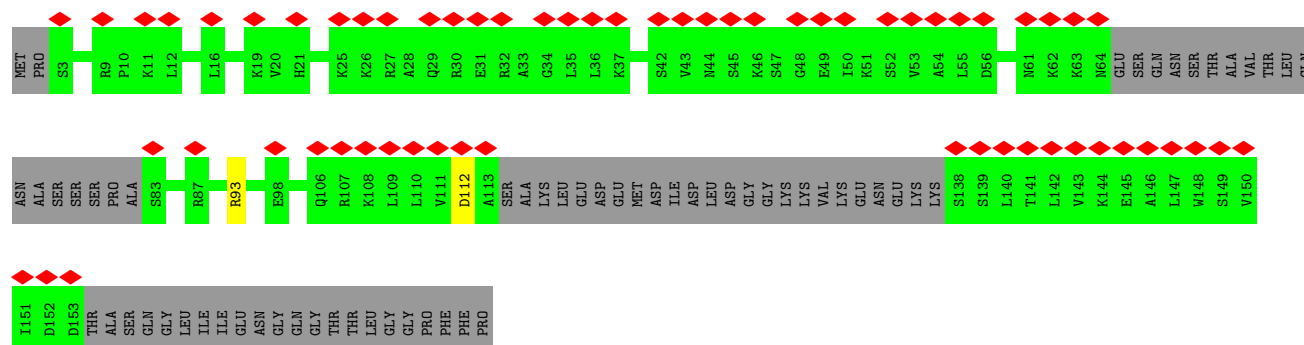 MET PRO S3 R9 P10 K11 L12 L16 K19 V20 H21 K25 K26 R27 A28 Q29 R30 E31 R32 A33 G34 L35 L36 K37 S42 V43 N44 S45 K46 S47 G48 E49 I50 K51 S52 V53 A54 L55 D56 N61 K62 K63 N64 GLU SER GLN ASN SER THR ALA VAL THR LEU GLN
ASN ALA SER SER SER PRO ALA S83 R87 R93 E98 Q106 R107 K108 L109 L110 V111 D112 A113 SER ALA LYS LEU GLU ASP GLU MET ASP ILE ASP LEU ASP GLY GLY LYS LYS VAL LYS GLU ASN GLU LYS LYS S138 S139 L140 T141 L142 V143 K144 E145 A146 L147 W148 S149 V150
I151 D152 D153 THR ALA SER GLN GLY LEU ILE ILE GLU ASN GLY GLN GLY THR THR LEU GLY GLY PRO PHE PHE PRO